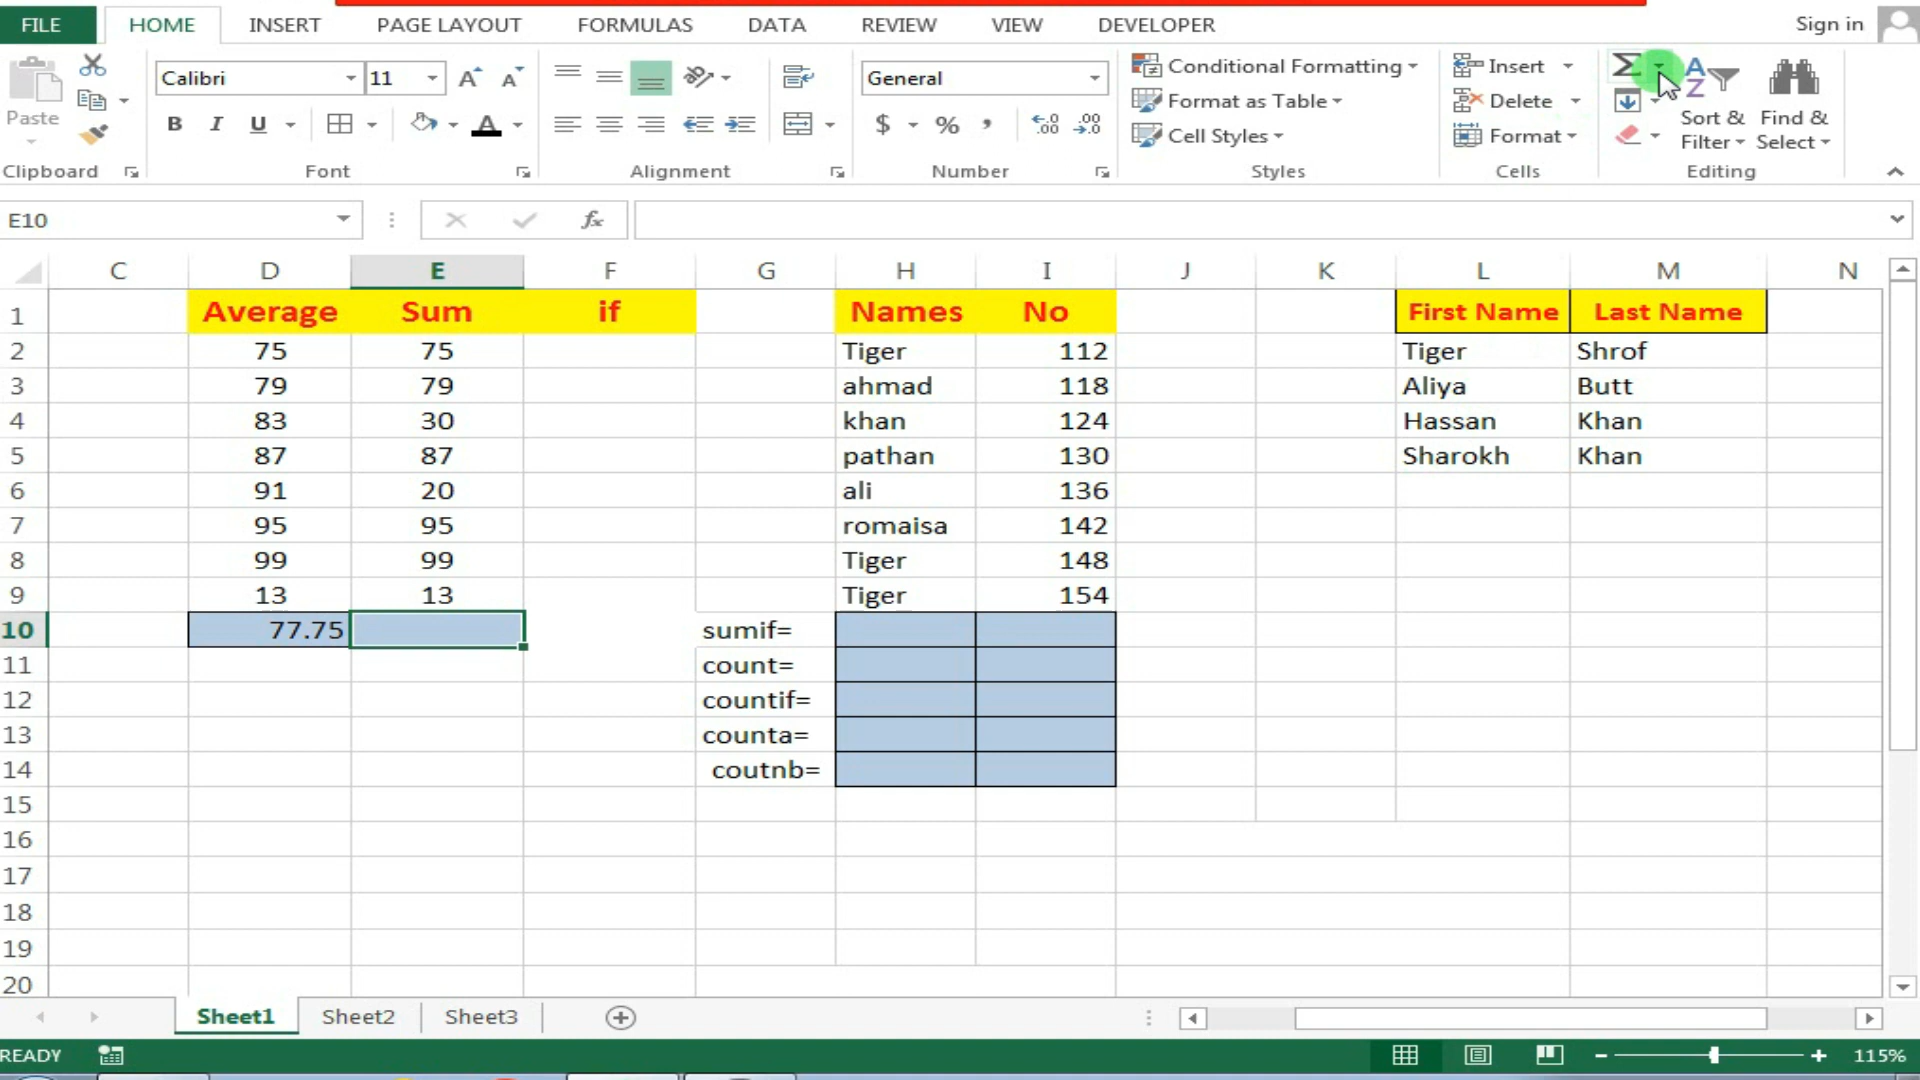 FILE HOME INSERT PAGE LAYOUT FORMULAS DATA REVIEW VIEW DEVELOPER Sign in
Calibri 11 General Conditional Formatting Insert
Format as Table Delete
Paste B I U $ % , Cell Styles Format Sort & Find &
Filter Select
Clipboard Font Alignment Number Styles Cells Editing
E10 fx
C D E F G H I J K L M N
1 Average Sum if Names No First Name Last Name
2 75 75 Tiger 112 Tiger Shrof
3 79 79 ahmad 118 Aliya Butt
4 83 30 khan 124 Hassan Khan
5 87 87 pathan 130 Sharokh Khan
6 91 20 ali 136
7 95 95 romaisa 142
8 99 99 Tiger 148
9 13 13 Tiger 154
10 77.75 sumif=
11 count=
12 countif=
13 counta=
14 coutnb=
15
16
17
18
19
20
Sheet1 Sheet2 Sheet3
READY 115%